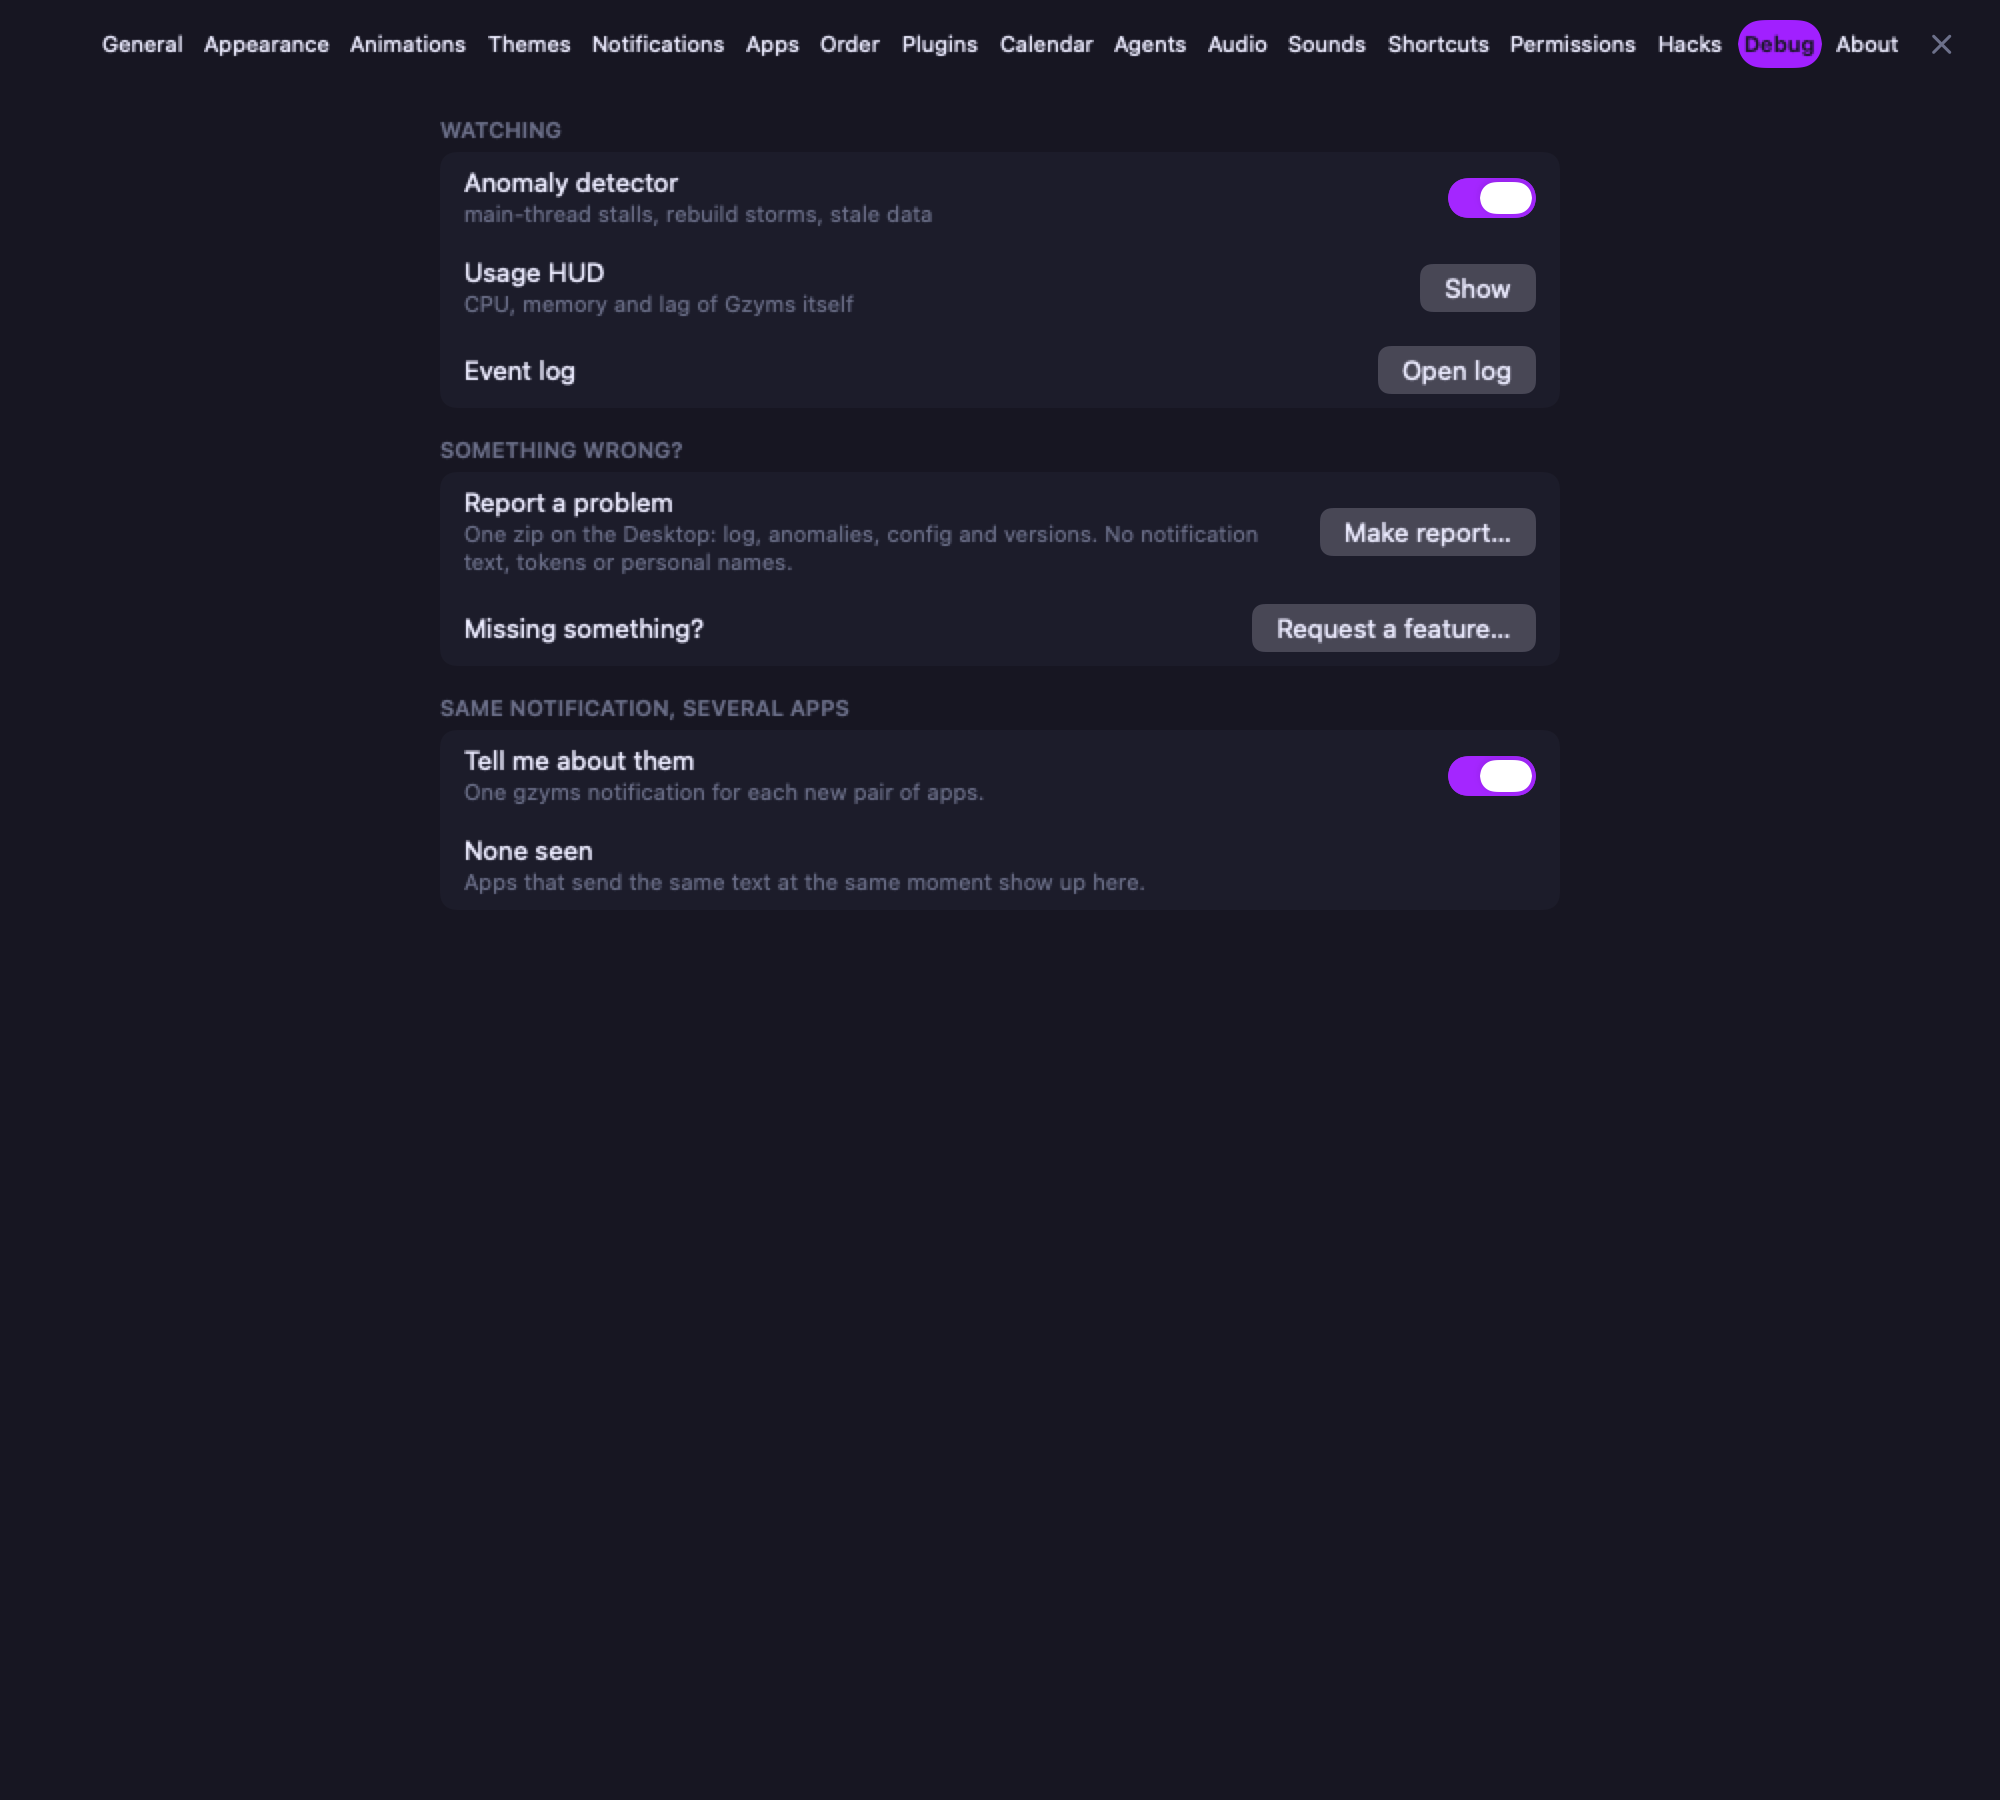 General Appearance Animations Themes Notifications Apps Order Plugins Calendar Agents Audio Sounds Shortcuts Permissions Hacks Debug About
WATCHING
Anomaly detector
main-thread stalls, rebuild storms, stale data
Usage HUD
CPU, memory and lag of Gzyms itself
Show
Event log
Open log
SOMETHING WRONG?
Report a problem
One zip on the Desktop: log, anomalies, config and versions. No notification
text, tokens or personal names.
Make report...
Missing something?
Request a feature...
SAME NOTIFICATION, SEVERAL APPS
Tell me about them
One gzyms notification for each new pair of apps.
None seen
Apps that send the same text at the same moment show up here.